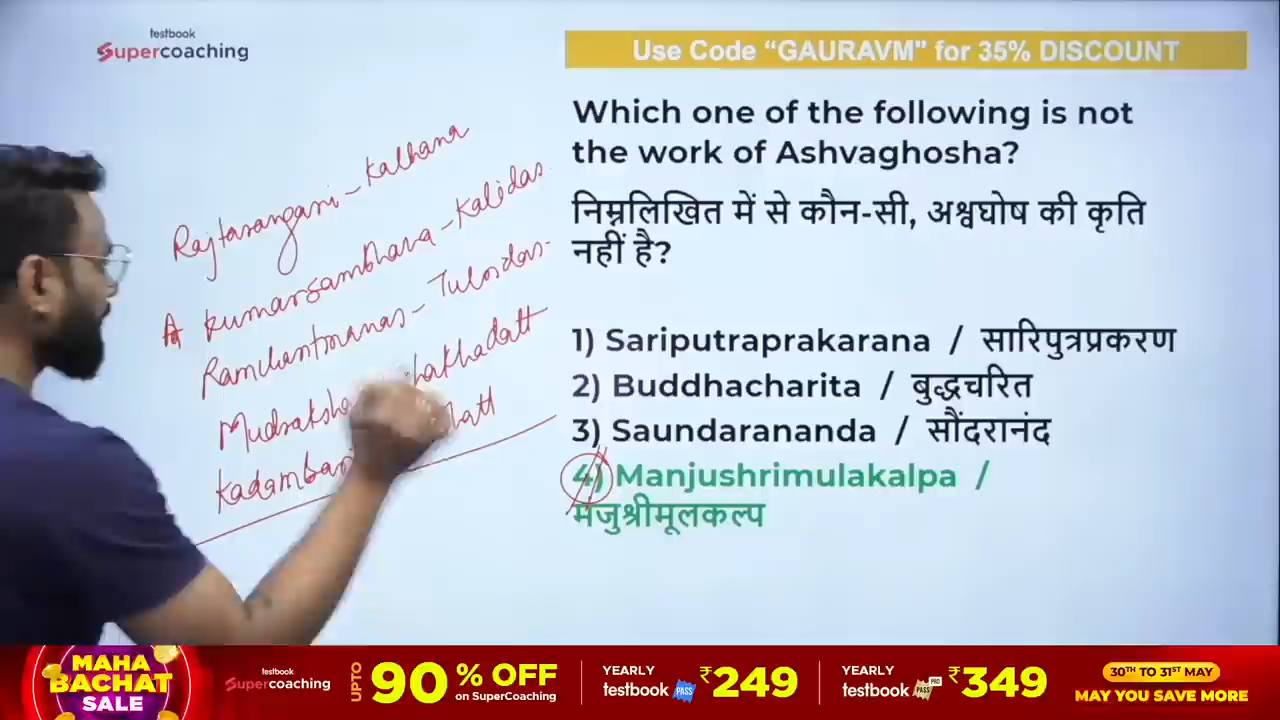 testbook
Supercoaching
Use Code “GAURAVM" for 35% DISCOUNT
Which one of the following is not
the work of Ashvaghosha?
निम्नलिखित में से कौन-सी, अश्वघोष की कृति
नहीं है?
1) Sariputraprakarana / सारिपुत्रप्रकरण
2) Buddhacharita / बुद्धचरित
3) Saundarananda / सौंदरानंद
4) Manjushrimulakalpa /
मंजुश्रीमूलकल्प
Rajtarangani - Kalhana
A Kumarsambhava - Kalidas
Tulsidas
MAHA
BACHAT
SALE
testbook
Supercoaching
UPTO 90% OFF
on SuperCoaching
YEARLY
testbook PASS ₹249
YEARLY
testbook PASS PRO ₹349
30TH TO 31ST MAY
MAY YOU SAVE MORE